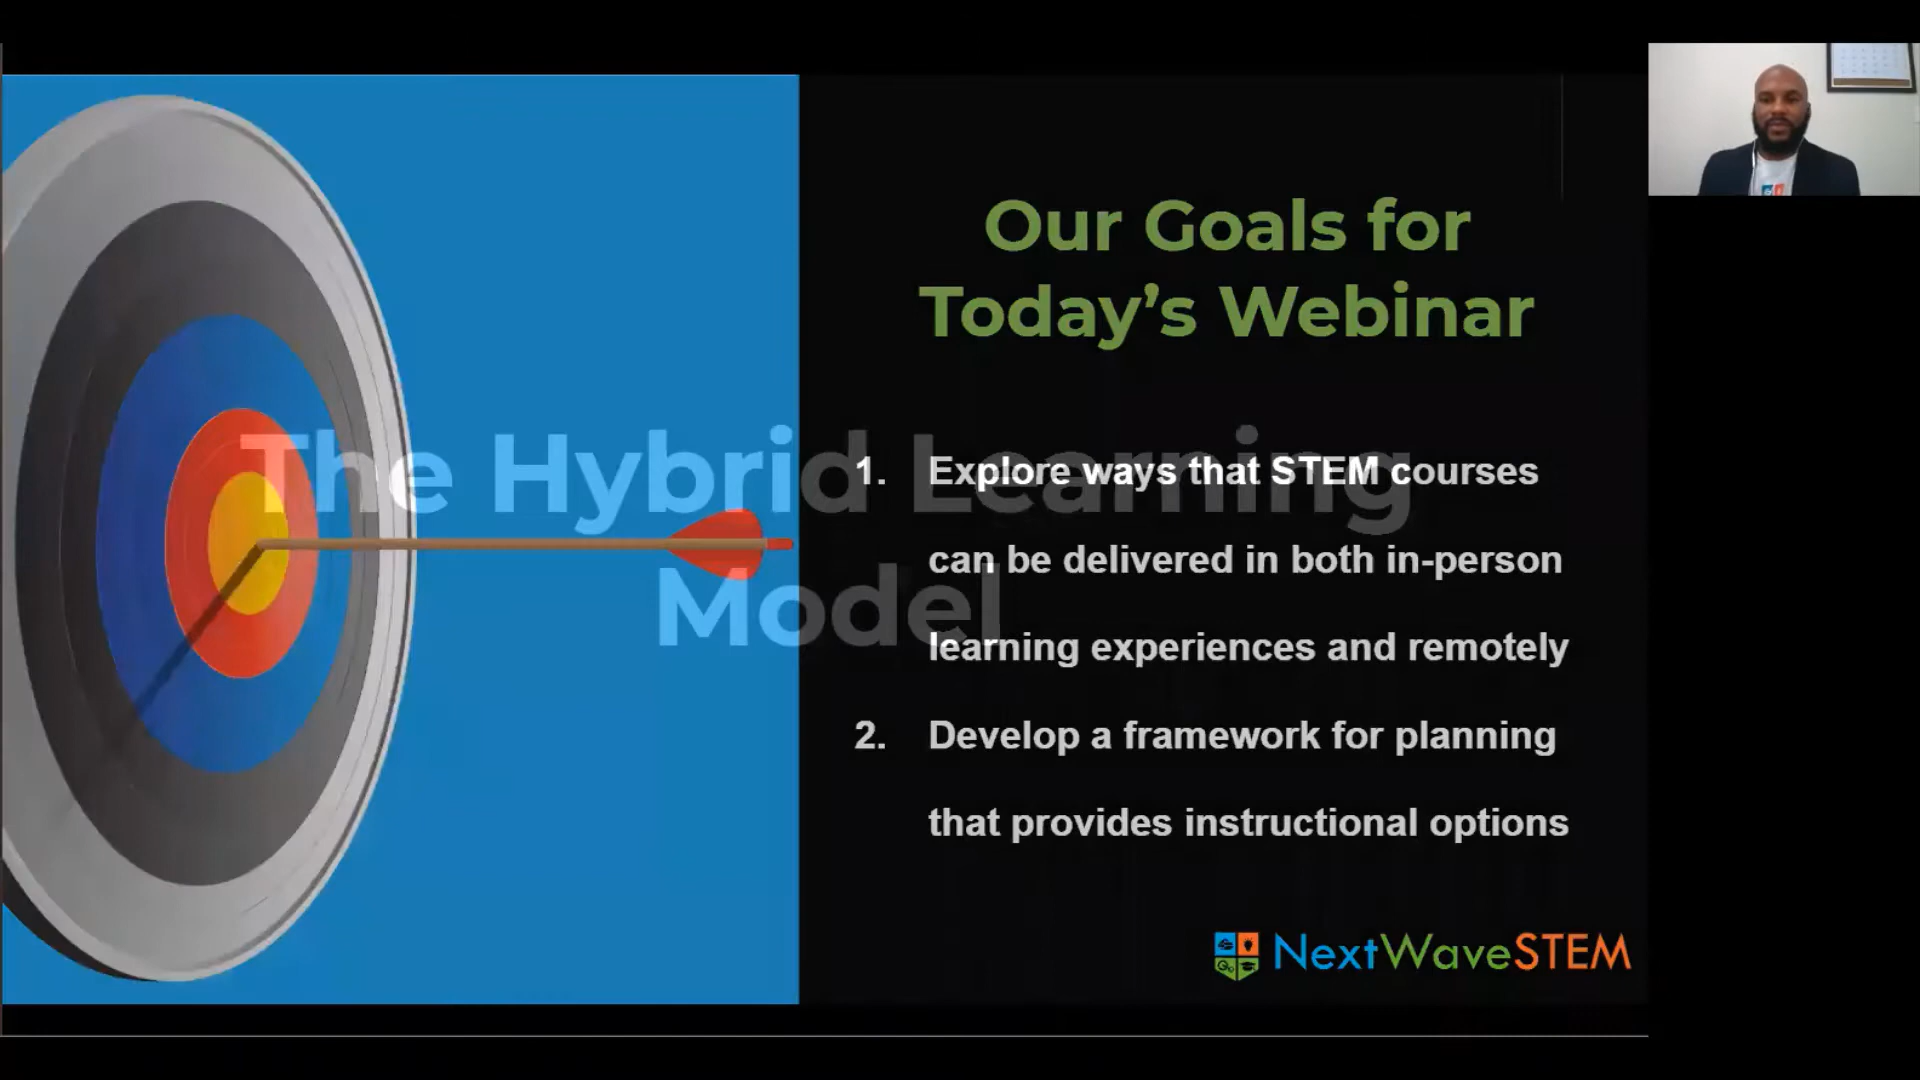 Our Goals for
Today's Webinar
The Hybrid Learning
Model
1. Explore ways that STEM courses
can be delivered in both in-person
learning experiences and remotely
2. Develop a framework for planning
that provides instructional options
NextWaveSTEM